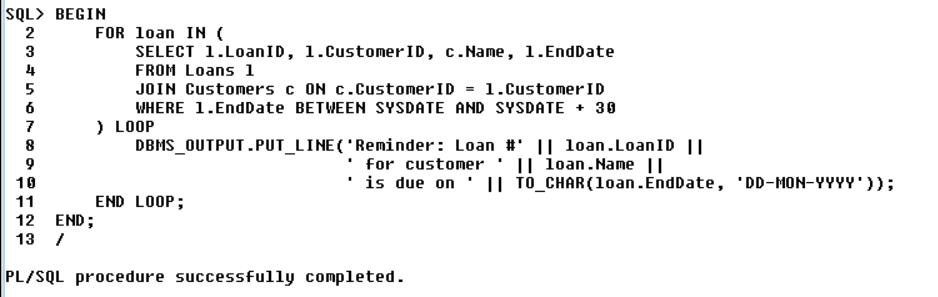 SQL> BEGIN
  2      FOR loan IN (
  3          SELECT l.LoanID, l.CustomerID, c.Name, l.EndDate
  4          FROM Loans l
  5          JOIN Customers c ON c.CustomerID = l.CustomerID
  6          WHERE l.EndDate BETWEEN SYSDATE AND SYSDATE + 30
  7      ) LOOP
  8          DBMS_OUTPUT.PUT_LINE('Reminder: Loan #' || loan.LoanID ||
  9                               ' for customer ' || loan.Name ||
 10                               ' is due on ' || TO_CHAR(loan.EndDate, 'DD-MON-YYYY'));
 11      END LOOP;
 12  END;
 13  /
PL/SQL procedure successfully completed.